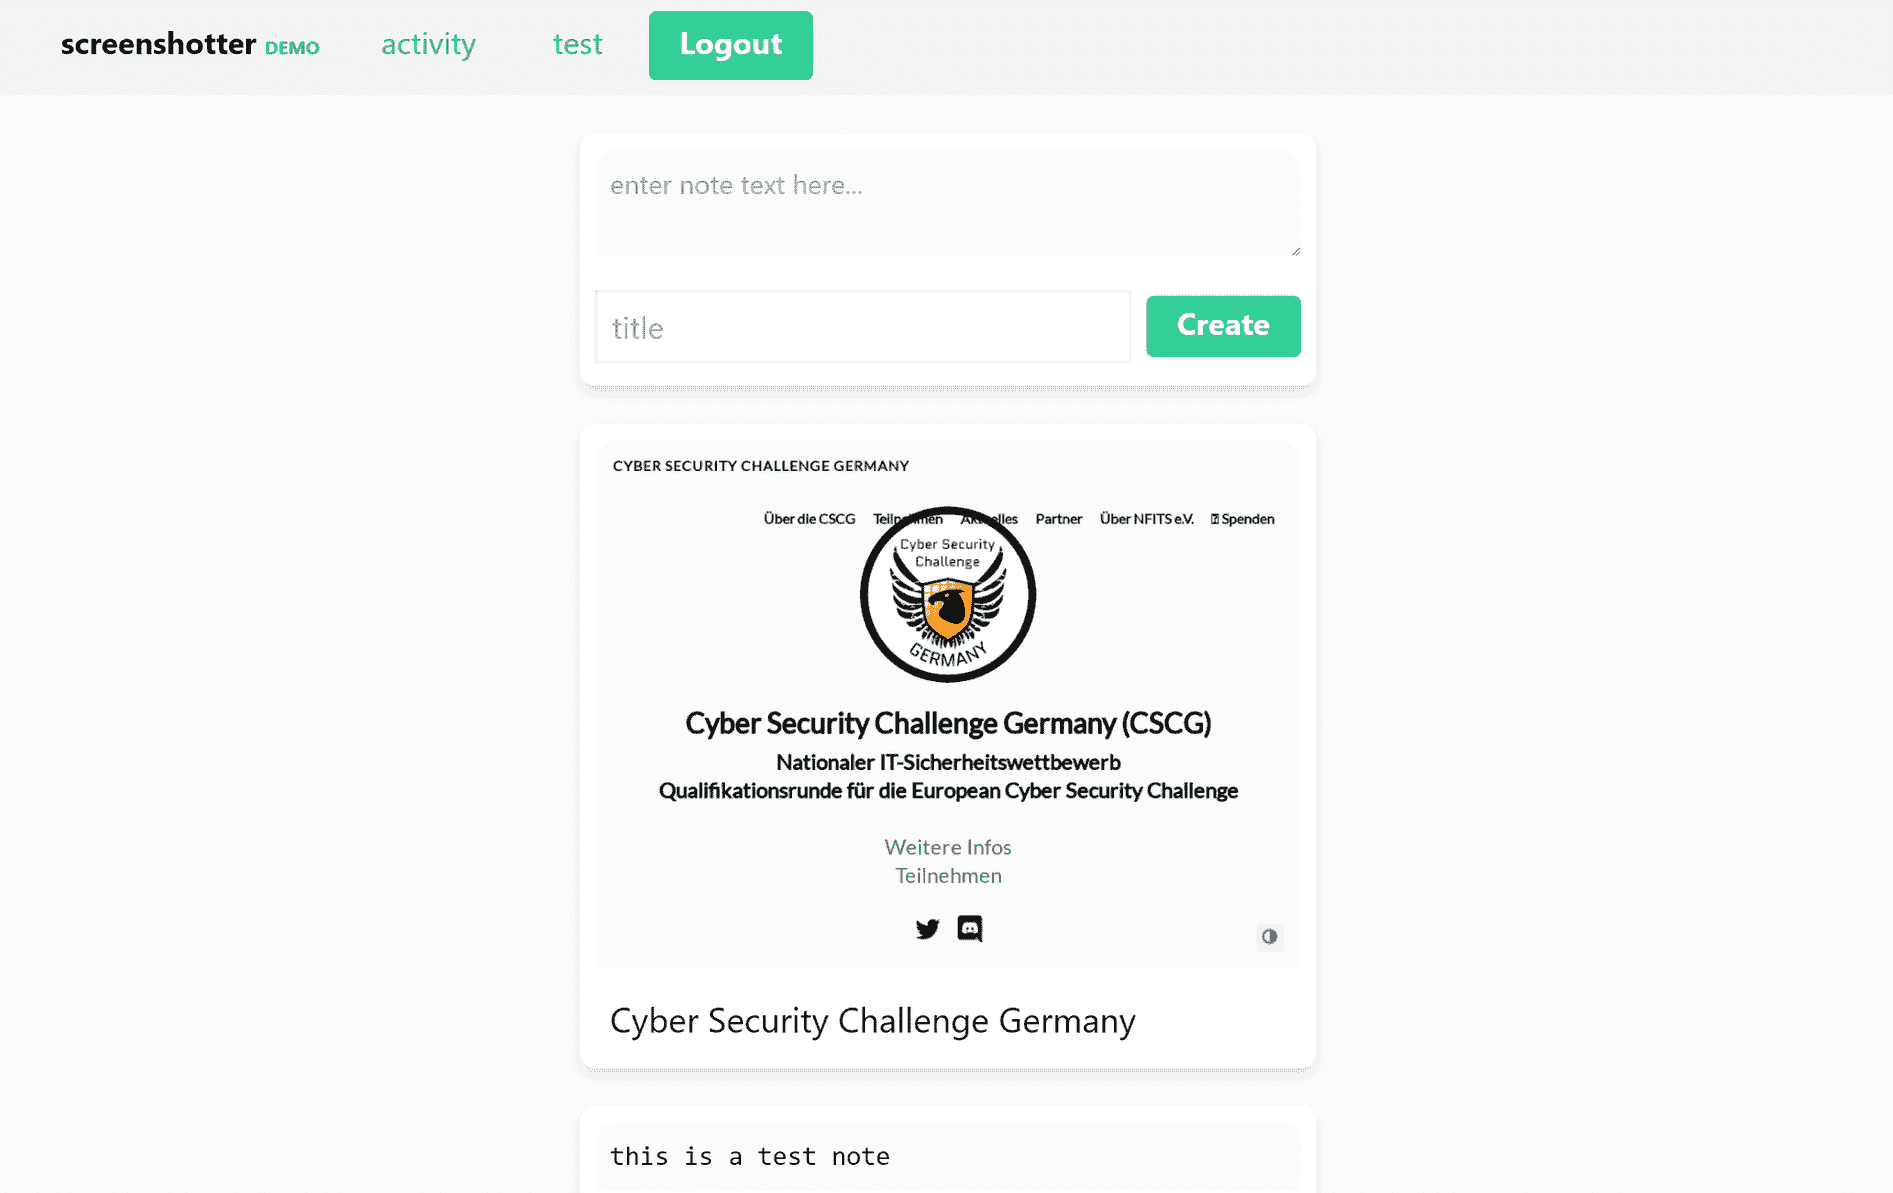 screenshotter DEMO activity test Logout
enter note text here...
title Create
CYBER SECURITY CHALLENGE GERMANY
Über die CSCG Teilnehmen Aktuelles Partner Über NFITS e.V. Spenden
Cyber Security
Challenge
GERMANY
Cyber Security Challenge Germany (CSCG)
Nationaler IT-Sicherheitswettbewerb
Qualifikationsrunde für die European Cyber Security Challenge
Weitere Infos
Teilnehmen
Cyber Security Challenge Germany
this is a test note